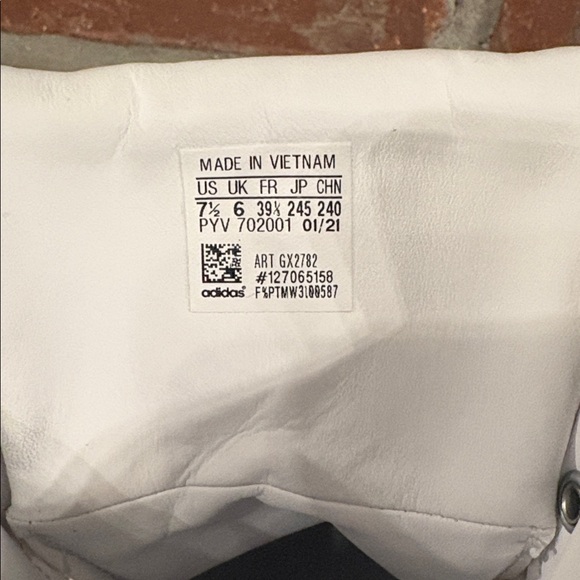 MADE IN VIETNAM
US UK FR JP CHN
7½ 6 39⅓ 245 240
PYV 702001 01/21
ART GX2782
#127065158
adidas F%PTMW3L00587